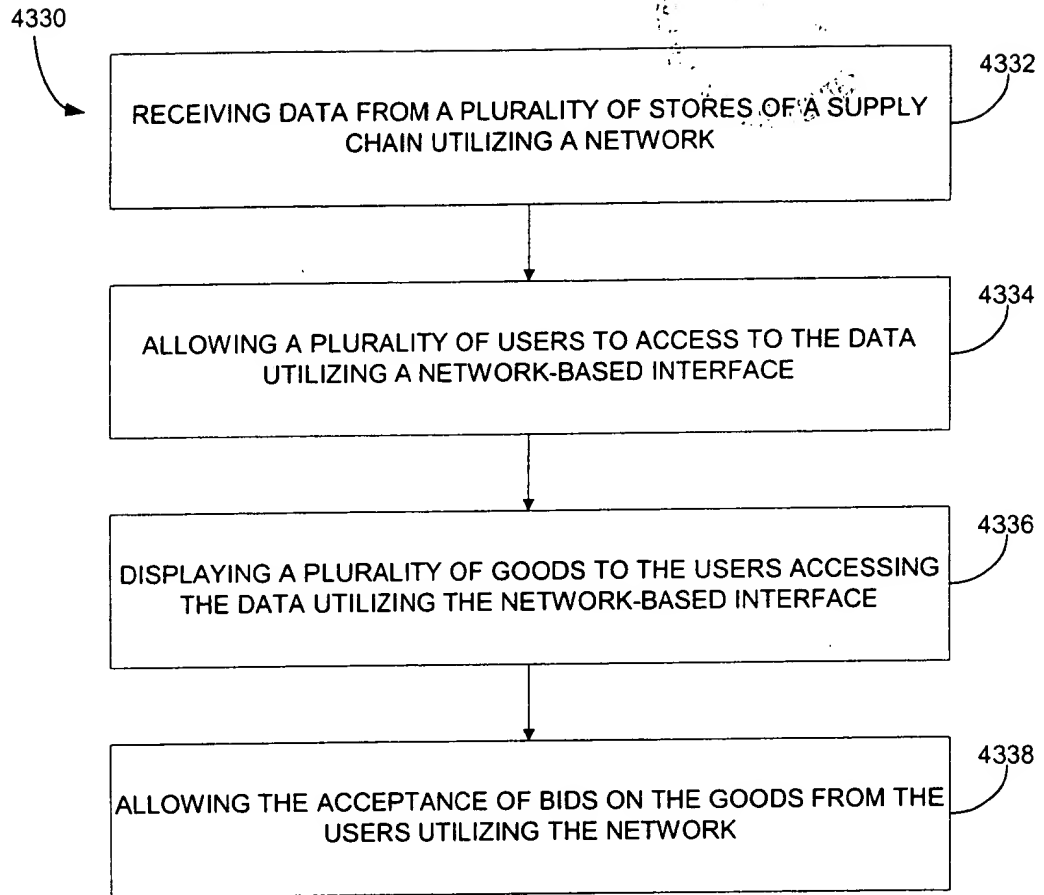 4330
4332
RECEIVING DATA FROM A PLURALITY OF STORES OF A SUPPLY
CHAIN UTILIZING A NETWORK
4334
ALLOWING A PLURALITY OF USERS TO ACCESS TO THE DATA
UTILIZING A NETWORK-BASED INTERFACE
4336
DISPLAYING A PLURALITY OF GOODS TO THE USERS ACCESSING
THE DATA UTILIZING THE NETWORK-BASED INTERFACE
4338
ALLOWING THE ACCEPTANCE OF BIDS ON THE GOODS FROM THE
USERS UTILIZING THE NETWORK